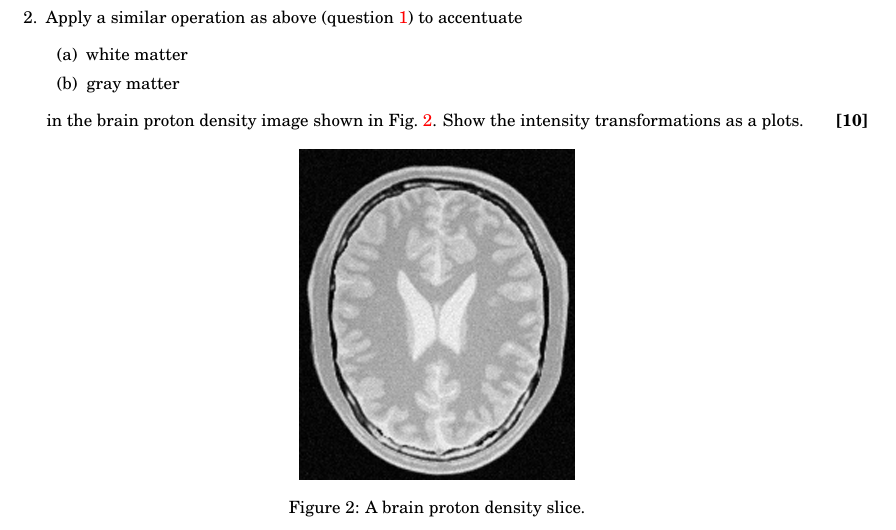 2. Apply a similar operation as above (question 1) to accentuate
(a) white matter
(b) gray matter
in the brain proton density image shown in Fig. 2. Show the intensity transformations as a plots. [10]
Figure 2: A brain proton density slice.